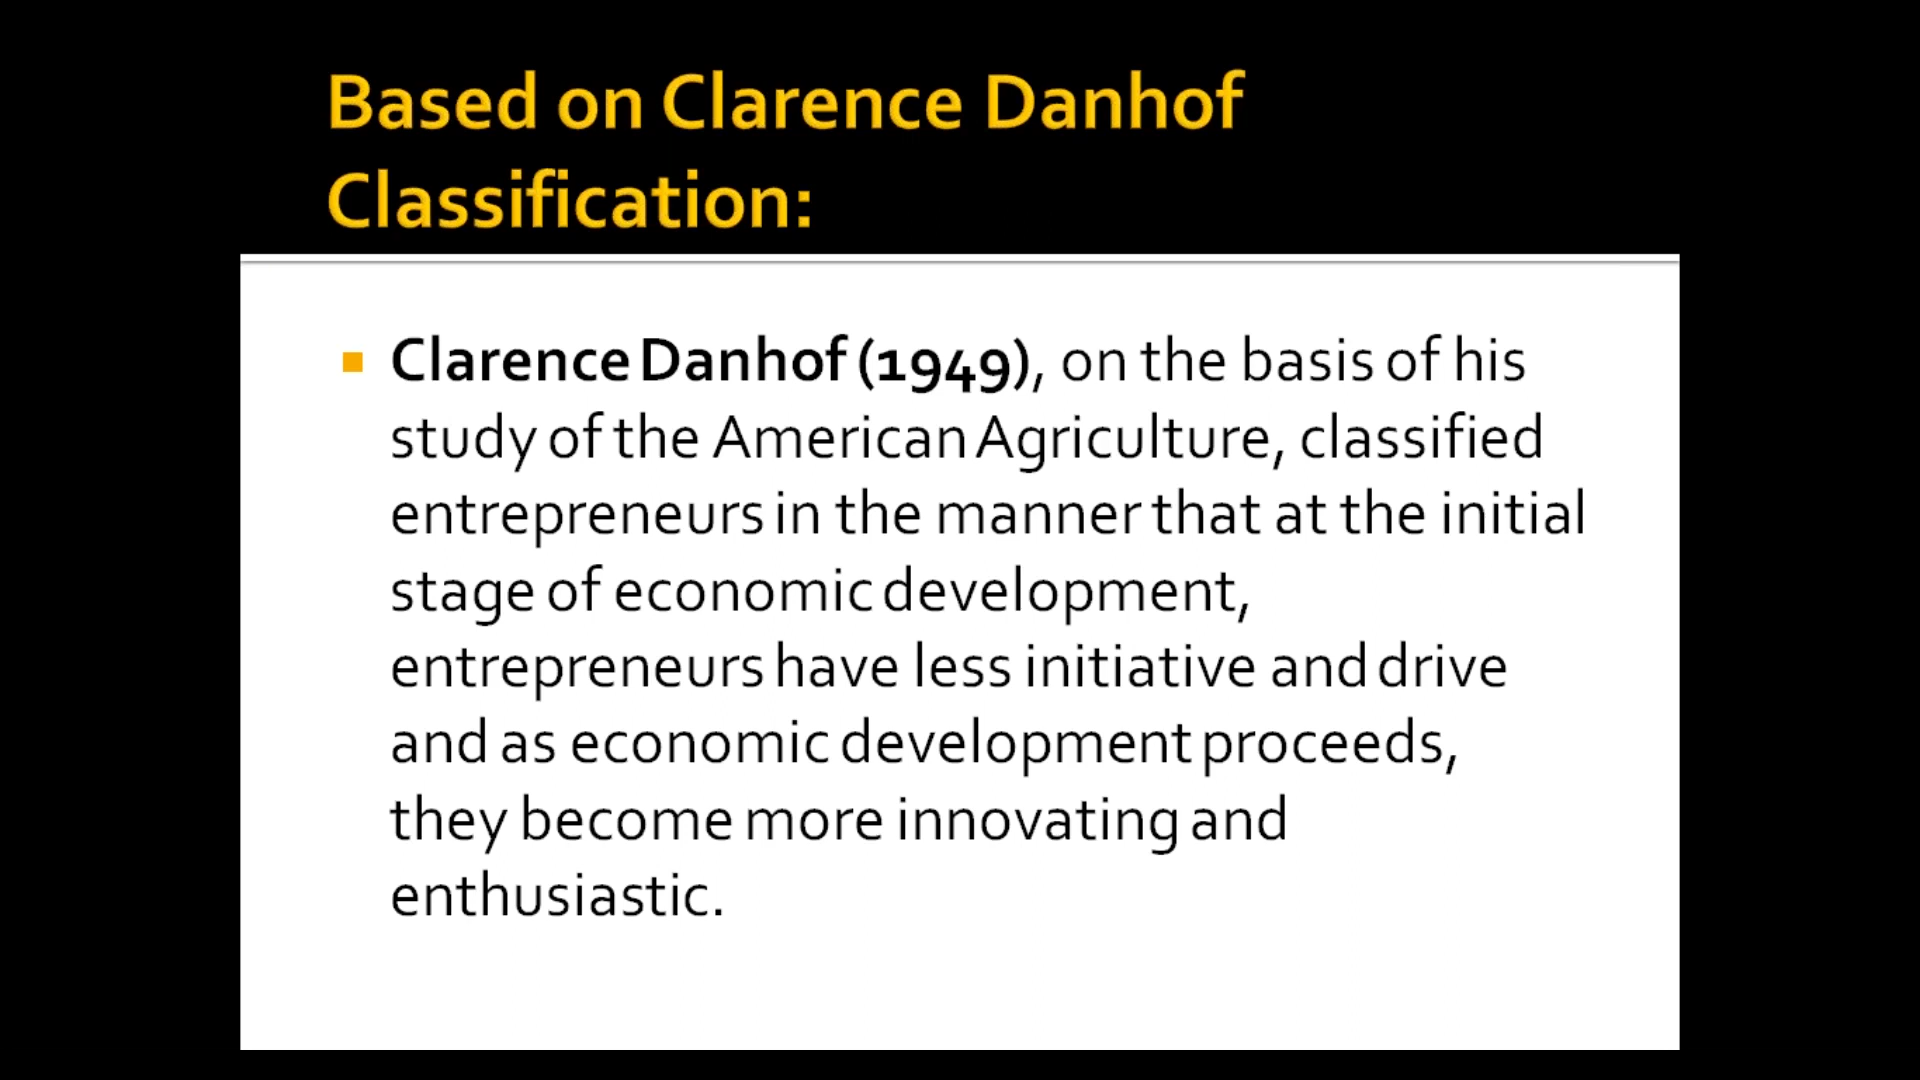 Based on Clarence Danhof
Classification:
Clarence Danhof (1949), on the basis of his
study of the American Agriculture, classified
entrepreneurs in the manner that at the initial
stage of economic development,
entrepreneurs have less initiative and drive
and as economic development proceeds,
they become more innovating and
enthusiastic.